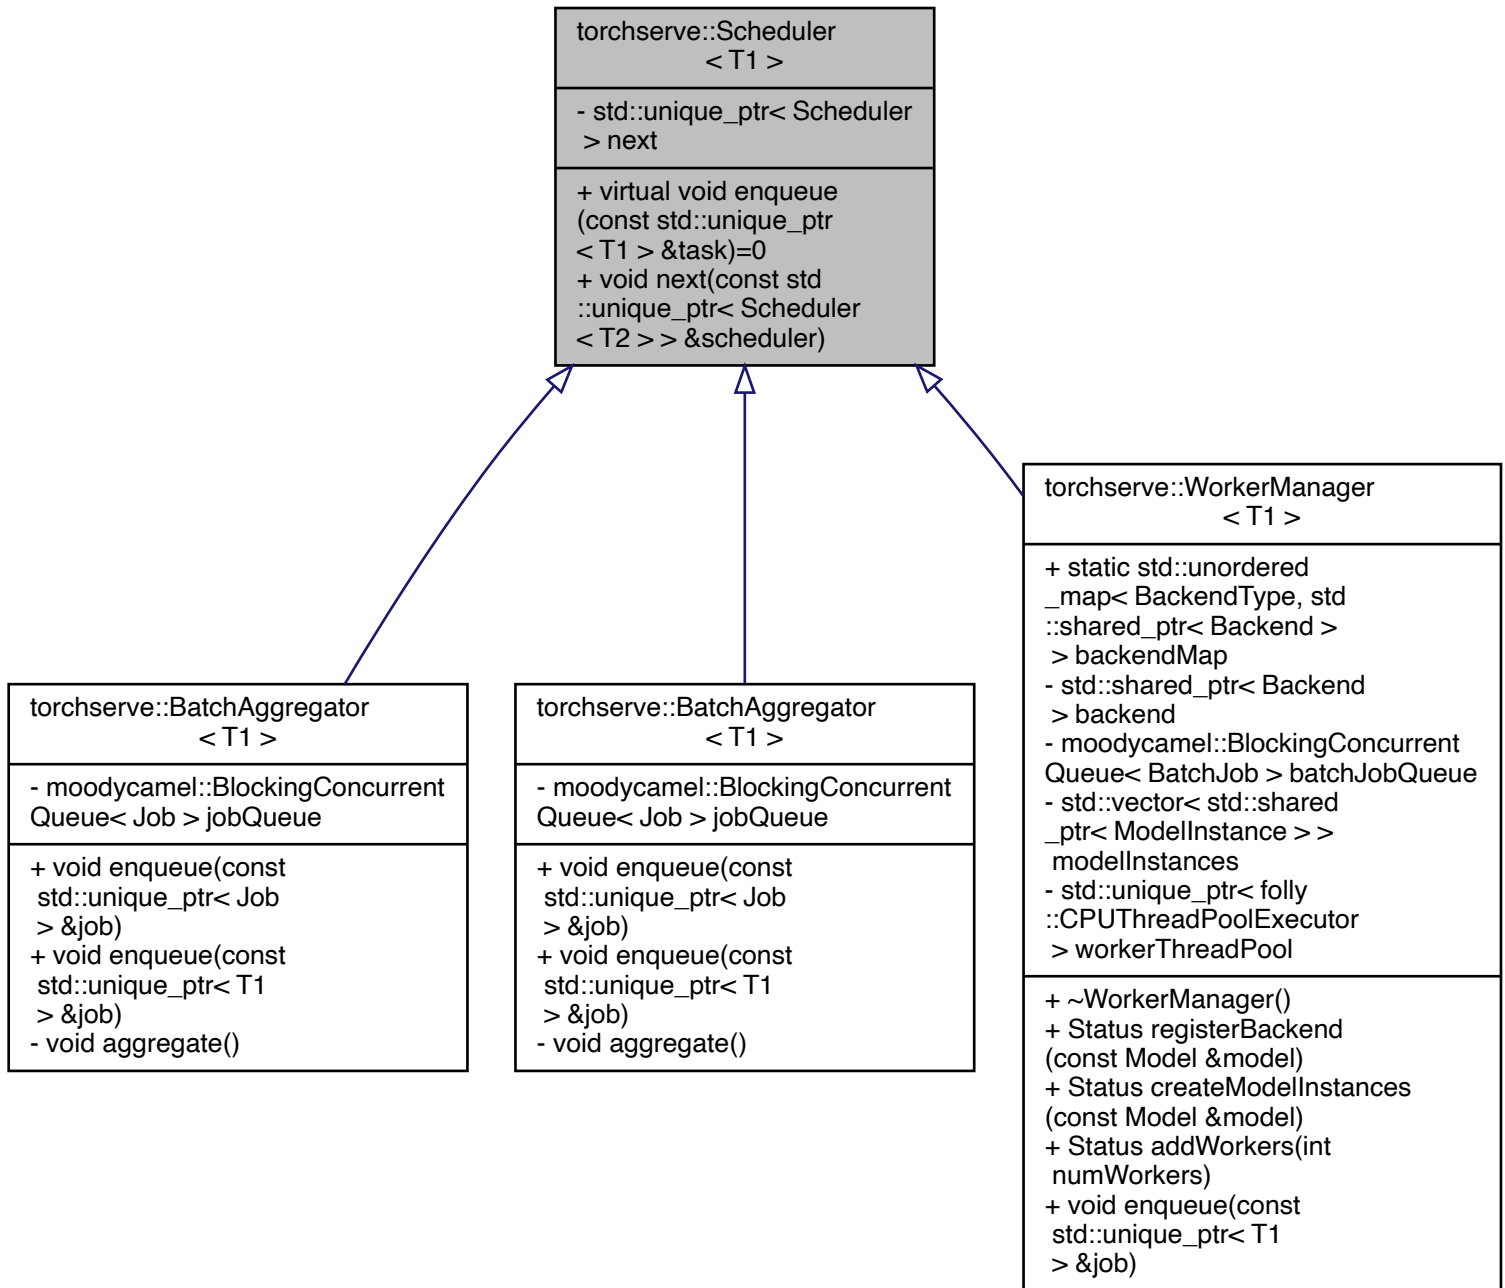 torchserve::Scheduler
< T1 >
- std::unique_ptr< Scheduler
> next
+ virtual void enqueue
(const std::unique_ptr
< T1 > &task)=0
+ void next(const std
::unique_ptr< Scheduler
< T2 > > &scheduler)
torchserve::BatchAggregator
< T1 >
- moodycamel::BlockingConcurrent
Queue< Job > jobQueue
+ void enqueue(const
std::unique_ptr< Job
> &job)
+ void enqueue(const
std::unique_ptr< T1
> &job)
- void aggregate()
torchserve::BatchAggregator
< T1 >
- moodycamel::BlockingConcurrent
Queue< Job > jobQueue
+ void enqueue(const
std::unique_ptr< Job
> &job)
+ void enqueue(const
std::unique_ptr< T1
> &job)
- void aggregate()
torchserve::WorkerManager
< T1 >
+ static std::unordered
_map< BackendType, std
::shared_ptr< Backend >
> backendMap
- std::shared_ptr< Backend
> backend
- moodycamel::BlockingConcurrent
Queue< BatchJob > batchJobQueue
- std::vector< std::shared
_ptr< ModelInstance > >
modelInstances
- std::unique_ptr< folly
::CPUThreadPoolExecutor
> workerThreadPool
+ ~WorkerManager()
+ Status registerBackend
(const Model &model)
+ Status createModelInstances
(const Model &model)
+ Status addWorkers(int
numWorkers)
+ void enqueue(const
std::unique_ptr< T1
> &job)